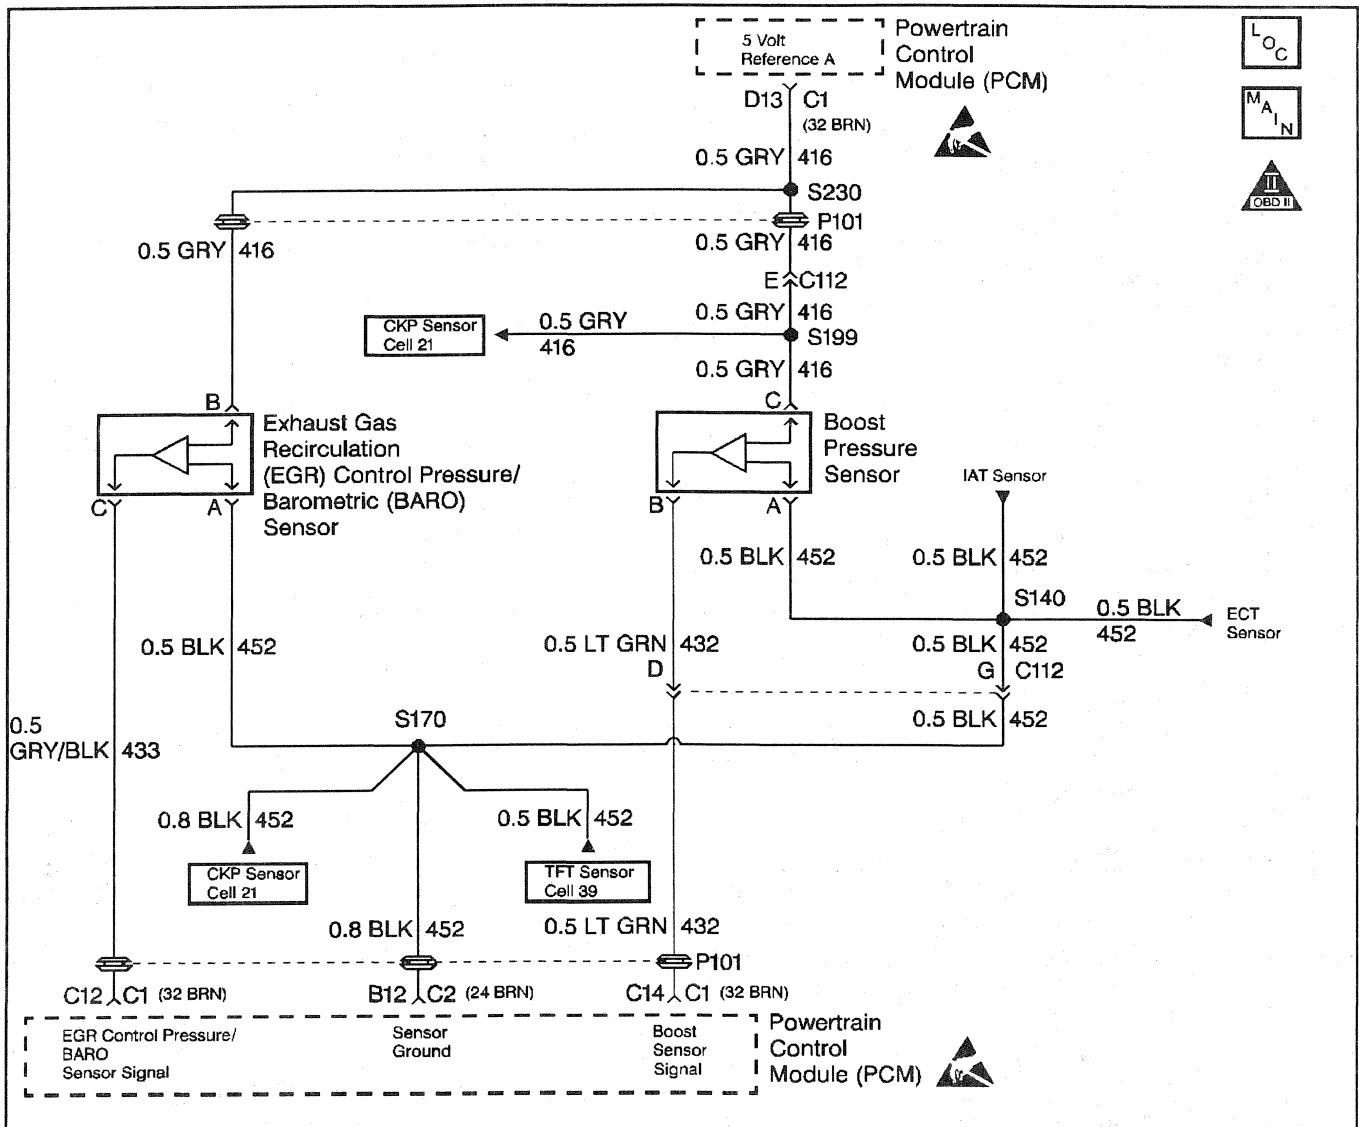 5 Volt
Reference A
Powertrain
Control
Module (PCM)
LOC
MAIN
II
OBD II
D13 C1
(32 BRN)
0.5 GRY 416
S230
P101
0.5 GRY 416
0.5 GRY 416
E C112
0.5 GRY 416
CKP Sensor
Cell 21
0.5 GRY
416
S199
0.5 GRY 416
B
Exhaust Gas
Recirculation
(EGR) Control Pressure/
Barometric (BARO)
Sensor
C
A
C
Boost
Pressure
Sensor
B
A
IAT Sensor
0.5 BLK 452
0.5 BLK 452
S140
0.5 BLK
452
ECT
Sensor
0.5 BLK 452
0.5 LT GRN 432
D
0.5 BLK 452
G C112
0.5 BLK 452
0.5
GRY/BLK 433
S170
0.8 BLK 452
0.5 BLK 452
CKP Sensor
Cell 21
TFT Sensor
Cell 39
0.8 BLK 452
0.5 LT GRN 432
P101
C12 C1 (32 BRN)
B12 C2 (24 BRN)
C14 C1 (32 BRN)
EGR Control Pressure/
BARO
Sensor Signal
Sensor
Ground
Boost
Sensor
Signal
Powertrain
Control
Module (PCM)